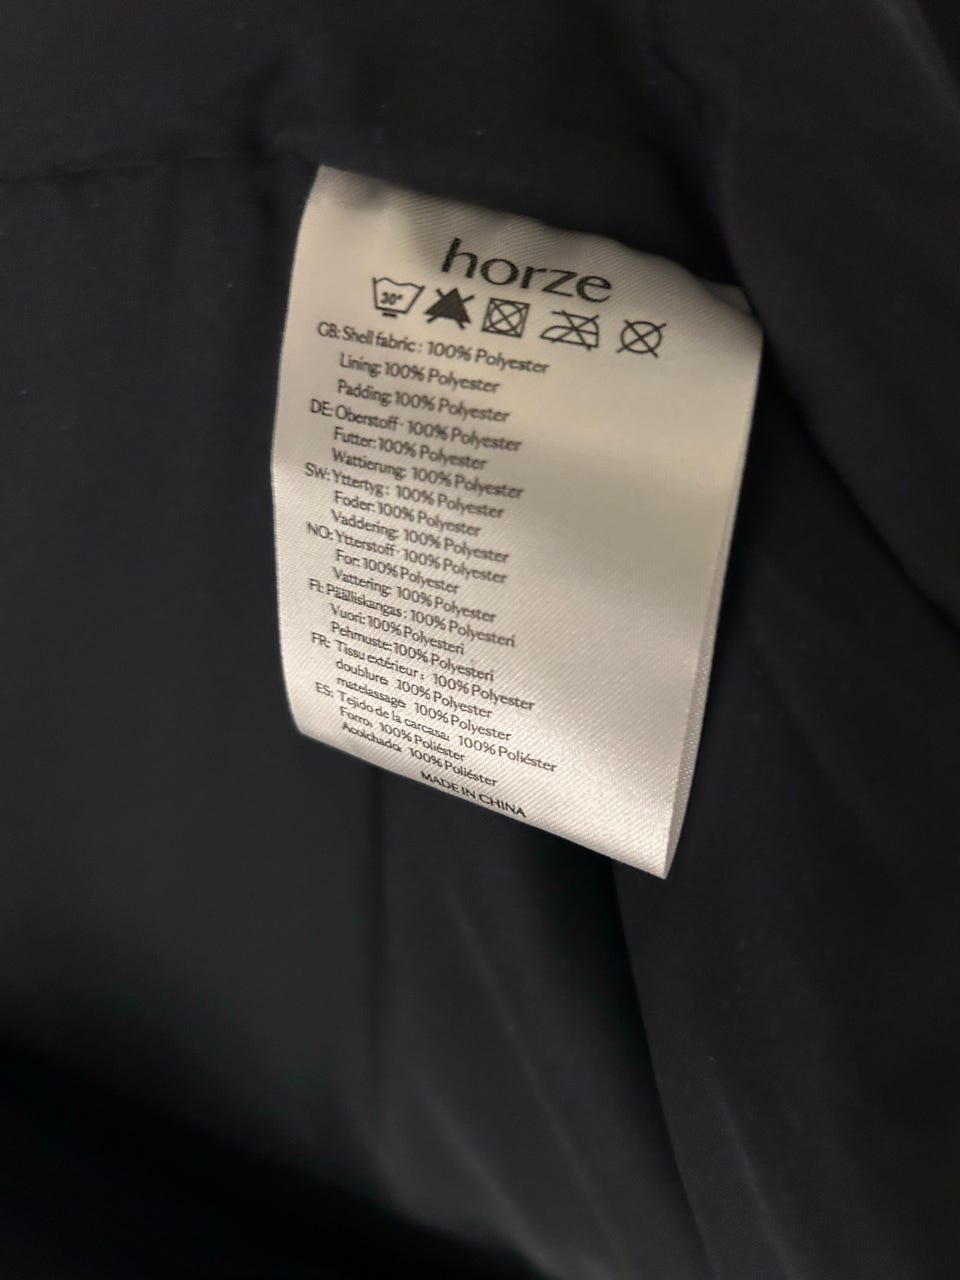 horze
30°
GB: Shell fabric: 100% Polyester
Lining: 100% Polyester
Padding: 100% Polyester
DE: Oberstoff: 100% Polyester
Futter: 100% Polyester
Wattierung: 100% Polyester
SW: Yttertyg: 100% Polyester
Foder: 100% Polyester
Vaddering: 100% Polyester
NO: Ytterstoff: 100% Polyester
For: 100% Polyester
Vattering: 100% Polyester
FI: Päälliskangas: 100% Polyesteri
Vuori: 100% Polyesteri
Pehmuste: 100% Polyesteri
FR: Tissu extérieur: 100% Polyester
doublure: 100% Polyester
matelassage: 100% Polyester
ES: Tejido de la carcasa: 100% Poliéster
Forro: 100% Poliéster
Acolchado: 100% Poliéster
MADE IN CHINA